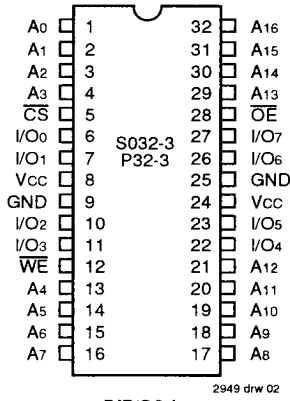 A0 1 32 A16
A1 2 31 A15
A2 3 30 A14
A3 4 29 A13
CS 5 28 OE
I/O0 6 27 I/O7
S032-3
I/O1 7 26 I/O6
P32-3
VCC 8 25 GND
GND 9 24 VCC
I/O2 10 23 I/O5
I/O3 11 22 I/O4
WE 12 21 A12
A4 13 20 A11
A5 14 19 A10
A6 15 18 A9
A7 16 17 A8
2949 drw 02